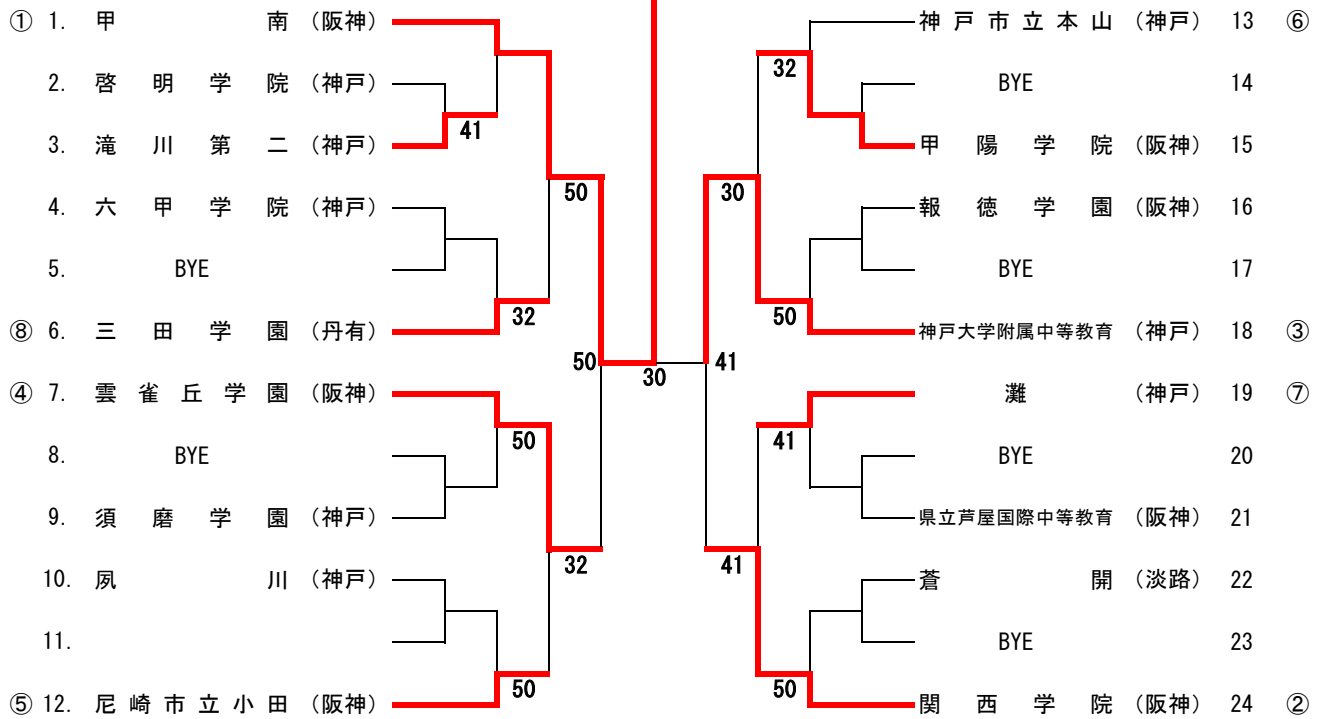 ① 1. 甲南 (阪神) 神戸市立本山 (神戸) 13 ⑥
32
2. 啓明学院 (神戸) BYE 14
41
3. 滝川第二 (神戸) 甲陽学院 (阪神) 15
50 30
4. 六甲学院 (神戸) 報徳学園 (阪神) 16
5. BYE BYE 17
32 50
⑧ 6. 三田学園 (丹有) 神戸大学附属中等教育 (神戸) 18 ③
50 30 41
④ 7. 雲雀丘学園 (阪神) 灘 (神戸) 19 ⑦
50 41
8. BYE BYE 20
9. 須磨学園 (神戸) 県立芦屋国際中等教育 (阪神) 21
32 41
10. 夙川 (神戸) 蒼開 (淡路) 22
11. BYE 23
50 50
⑤ 12. 尼崎市立小田 (阪神) 関西学院 (阪神) 24 ②